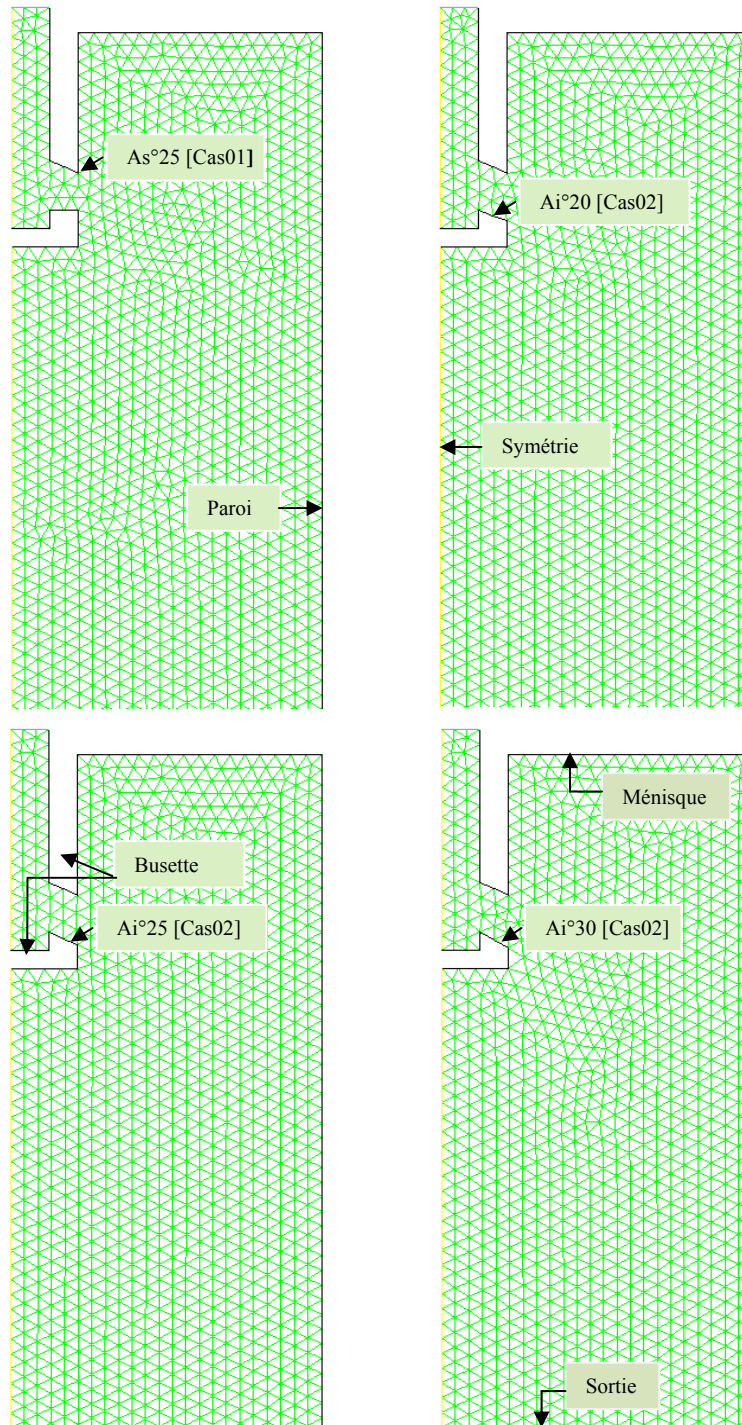 As°25 [Cas01]
Ai°20 [Cas02]
Symétrie
Paroi
Ménisque
Busette
Ai°25 [Cas02]
Ai°30 [Cas02]
Sortie